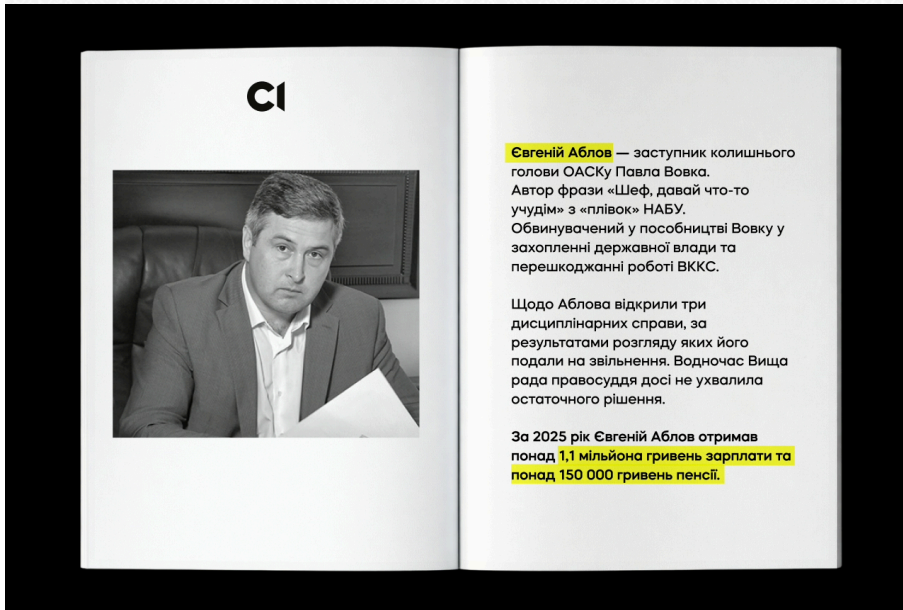 СІ
Євгеній Аблов — заступник колишнього
голови ОАСКу Павла Вовка.
Автор фрази «Шеф, давай что-то
учудім» з «плівок» НАБУ.
Обвинувачений у пособництві Вовку у
захопленні державної влади та
перешкоджанні роботі ВККС.
Щодо Аблова відкрили три
дисциплінарних справи, за
результатами розгляду яких його
подали на звільнення. Водночас Вища
рада правосуддя досі не ухвалила
остаточного рішення.
За 2025 рік Євгеній Аблов отримав
понад 1,1 мільйона гривень зарплати та
понад 150 000 гривень пенсії.